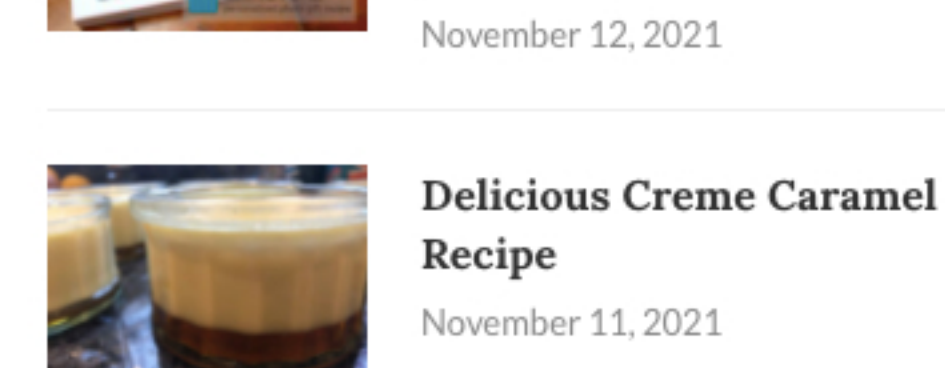 November 12, 2021
Delicious Creme Caramel
Recipe
November 11, 2021